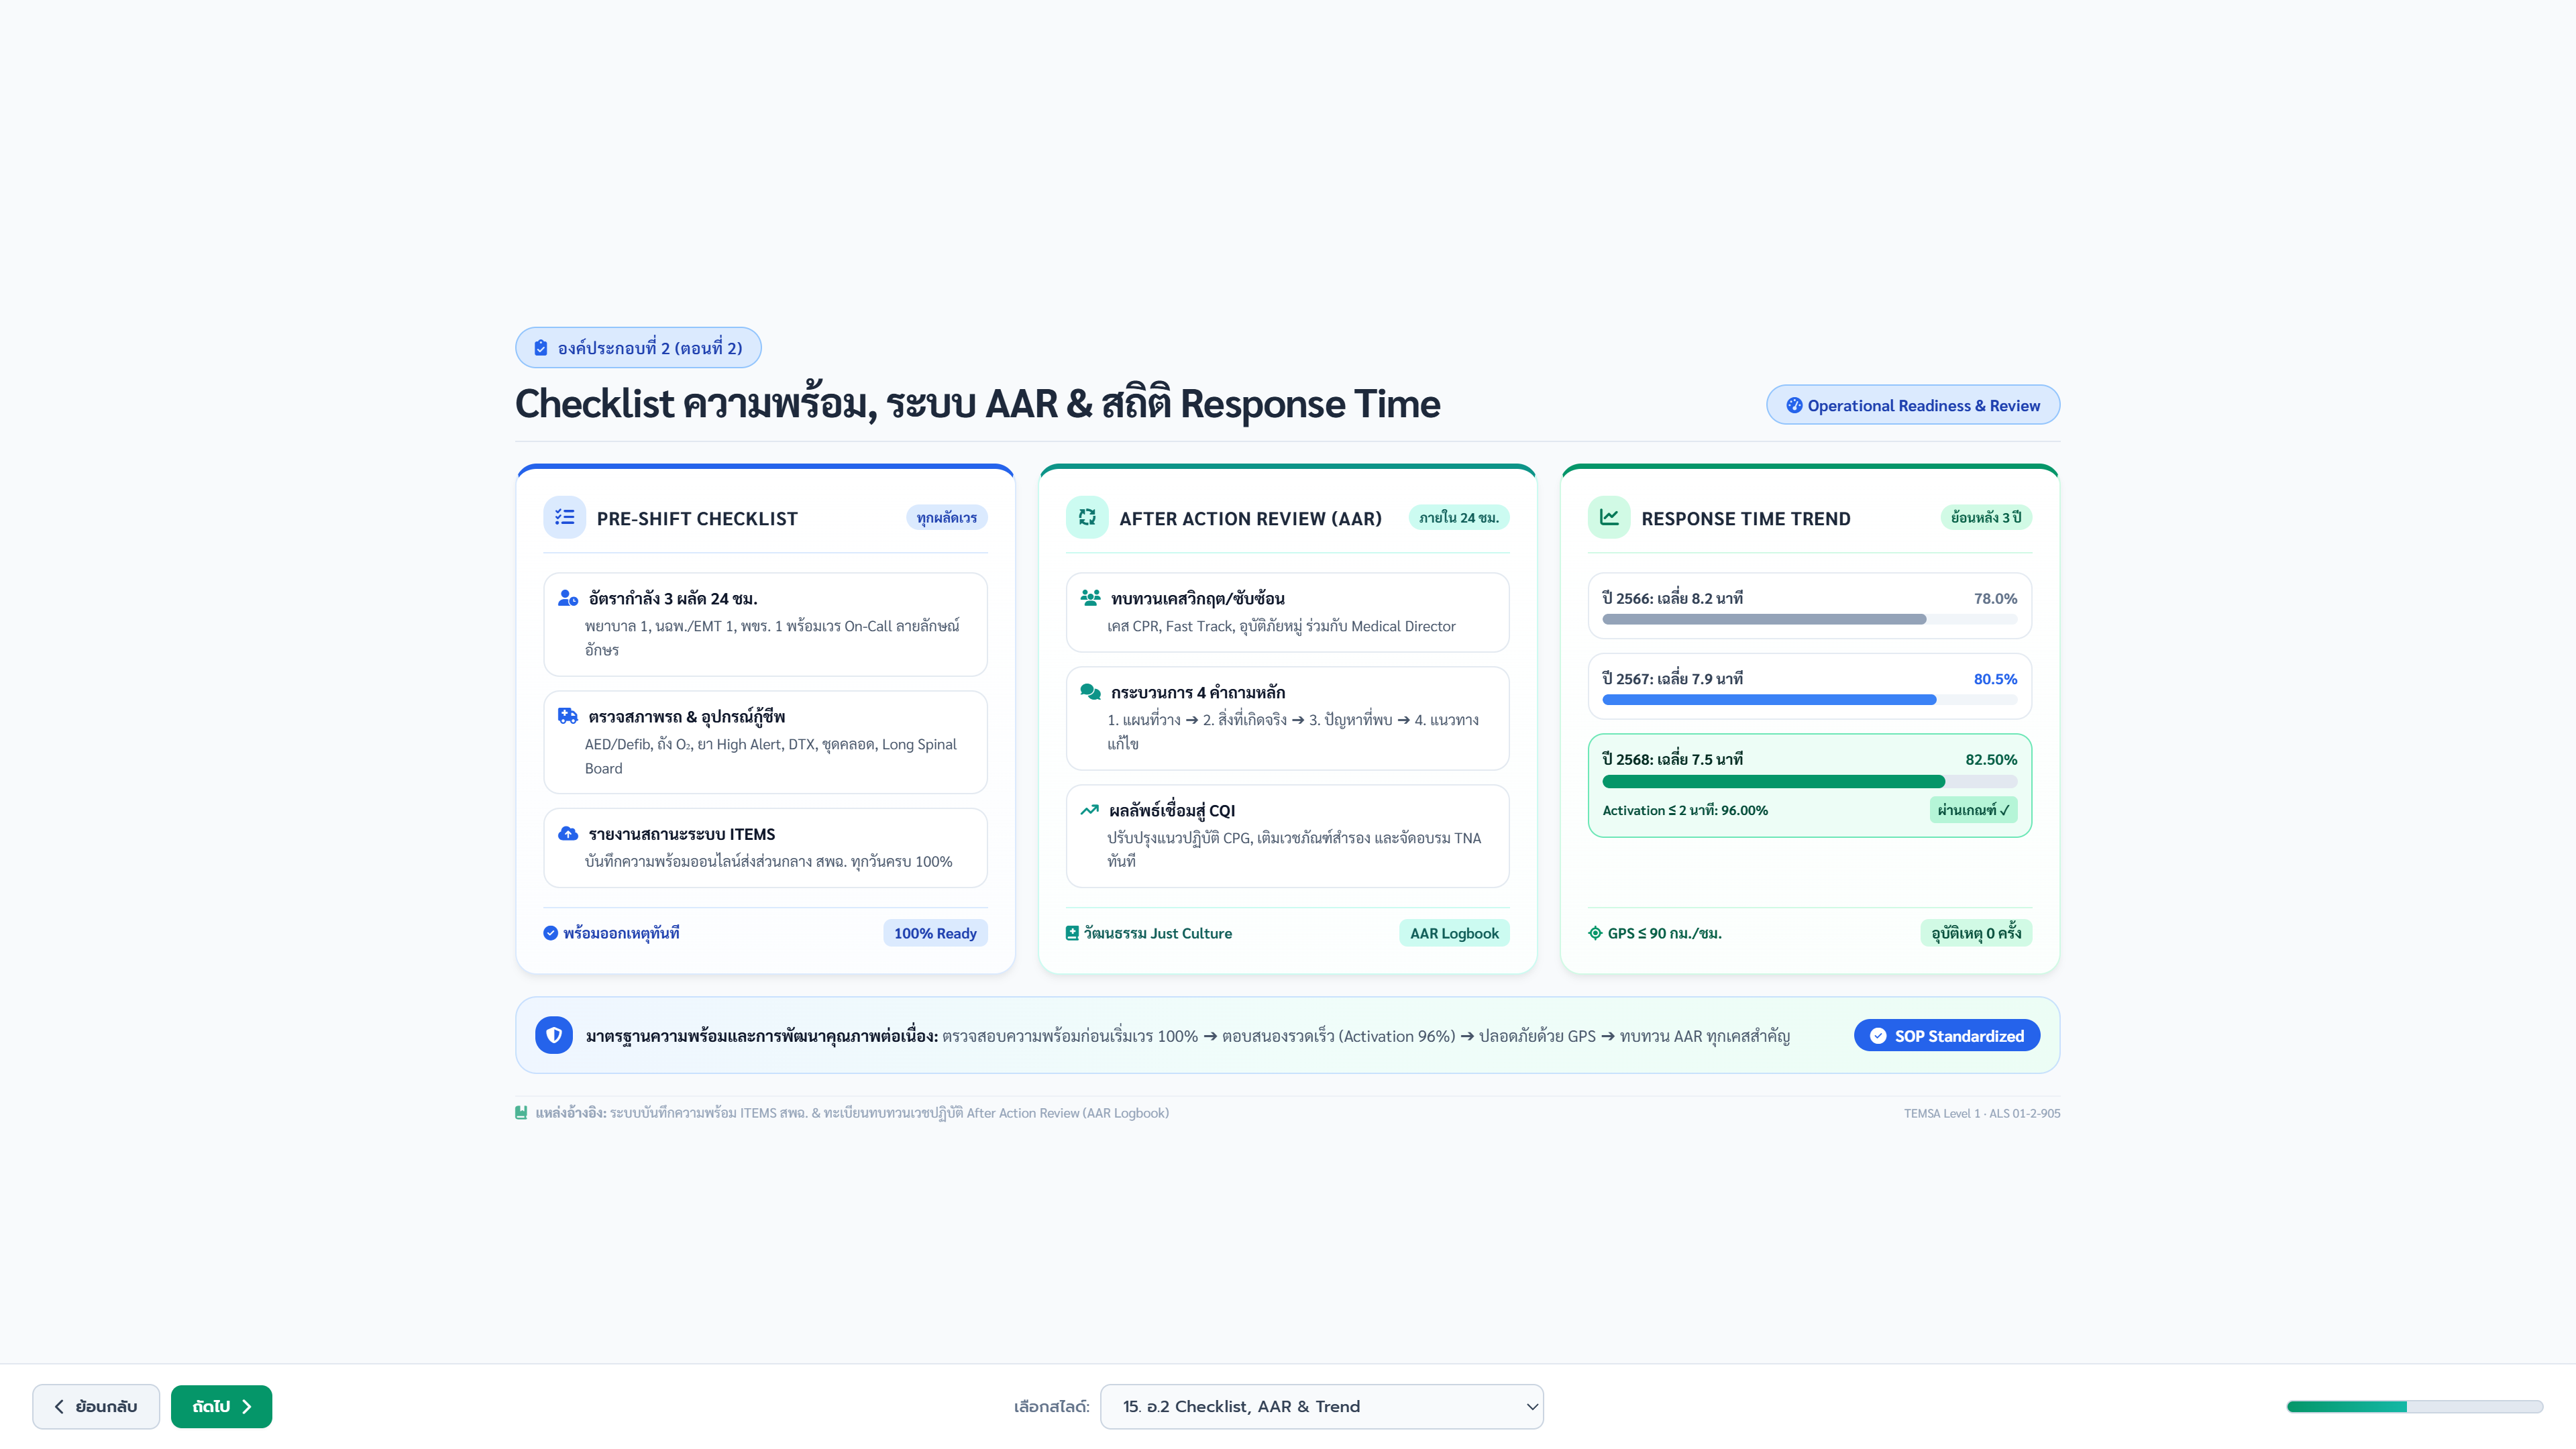 องค์ประกอบที่ 2 (ตอนที่ 2)
Checklist ความพร้อม, ระบบ AAR & สถิติ Response Time
Operational Readiness & Review
PRE-SHIFT CHECKLIST
ทุกผลัดเวร
อัตรากำลัง 3 ผลัด 24 ชม.
พยาบาล 1, นฉพ./EMT 1, พขร. 1 พร้อมเวร On-Call ลายลักษณ์
อักษร
ตรวจสภาพรถ & อุปกรณ์กู้ชีพ
AED/Defib, ถัง O₂, ยา High Alert, DTX, ชุดคลอด, Long Spinal
Board
รายงานสถานะระบบ ITEMS
บันทึกความพร้อมออนไลน์ส่งส่วนกลาง สพฉ. ทุกวันครบ 100%
พร้อมออกเหตุทันที
100% Ready
AFTER ACTION REVIEW (AAR)
ภายใน 24 ชม.
ทบทวนเคสวิกฤต/ซับซ้อน
เคส CPR, Fast Track, อุบัติภัยหมู่ ร่วมกับ Medical Director
กระบวนการ 4 คำถามหลัก
1. แผนที่วาง → 2. สิ่งที่เกิดจริง → 3. ปัญหาที่พบ → 4. แนวทาง
แก้ไข
ผลลัพธ์เชื่อมสู่ CQI
ปรับปรุงแนวปฏิบัติ CPG, เติมเวชภัณฑ์สำรอง และจัดอบรม TNA
ทันที
วัฒนธรรม Just Culture
AAR Logbook
RESPONSE TIME TREND
ย้อนหลัง 3 ปี
ปี 2566: เฉลี่ย 8.2 นาที
78.0%
ปี 2567: เฉลี่ย 7.9 นาที
80.5%
ปี 2568: เฉลี่ย 7.5 นาที
82.50%
Activation ≤ 2 นาที: 96.00%
ผ่านเกณฑ์ ✓
GPS ≤ 90 กม./ชม.
อุบัติเหตุ 0 ครั้ง
มาตรฐานความพร้อมและการพัฒนาคุณภาพต่อเนื่อง: ตรวจสอบความพร้อมก่อนเริ่มเวร 100% → ตอบสนองรวดเร็ว (Activation 96%) → ปลอดภัยด้วย GPS → ทบทวน AAR ทุกเคสสำคัญ
SOP Standardized
แหล่งอ้างอิง: ระบบบันทึกความพร้อม ITEMS สพฉ. & ทะเบียนทบทวนเวชปฏิบัติ After Action Review (AAR Logbook)
TEMSA Level 1 · ALS 01-2-905
ย้อนกลับ
ถัดไป
เลือกสไลด์:
15. อ.2 Checklist, AAR & Trend